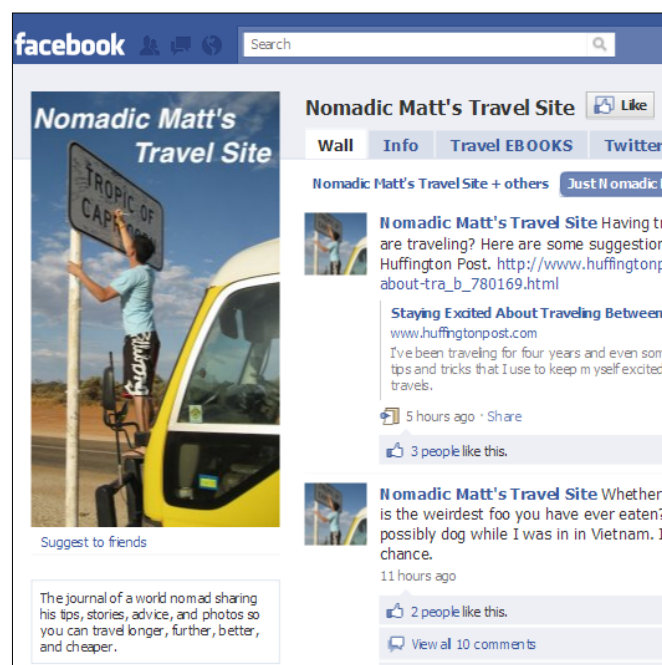 facebook
Search
Nomadic Matt's
Travel Site
TROPIC OF
CAPRICORN
Suggest to friends
The journal of a world nomad sharing
his tips, stories, advice, and photos so
you can travel longer, further, better,
and cheaper.
Nomadic Matt's Travel Site Like
Wall Info Travel EBOOKS Twitter
Nomadic Matt's Travel Site + others Just Nomadic
Nomadic Matt's Travel Site Having
are traveling? Here are some
Huffington Post. http://www.huffingtonp
about-tra_b_780169.html
Staying Excited About Traveling Between
www.huffingtonpost.com
I've been traveling for four years and even
tips and tricks that I use to keep myself excited
travels.
5 hours ago · Share
3 people like this.
Nomadic Matt's Travel Site Whether
is the weirdest foo you have ever eaten?
possibly dog while I was in in Vietnam.
chance.
11 hours ago
2 people like this.
View all 10 comments